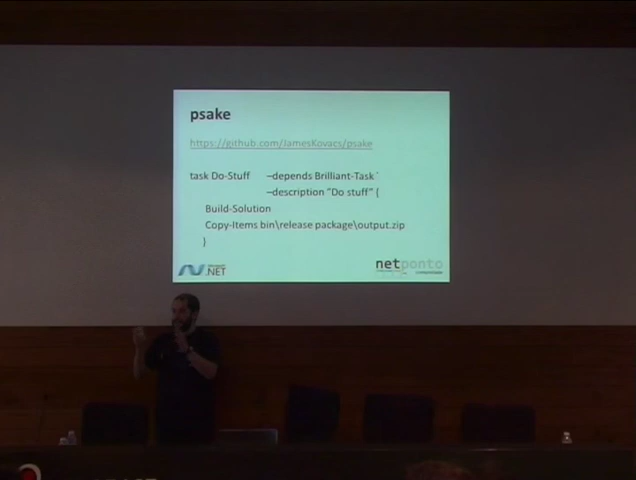 psake
https://github.com/JamesKovacs/psake
task Do-Stuff –depends Brilliant-Task `
–description "Do stuff" {
Build-Solution
Copy-Items bin\release package\output.zip
}
.NET
netponto